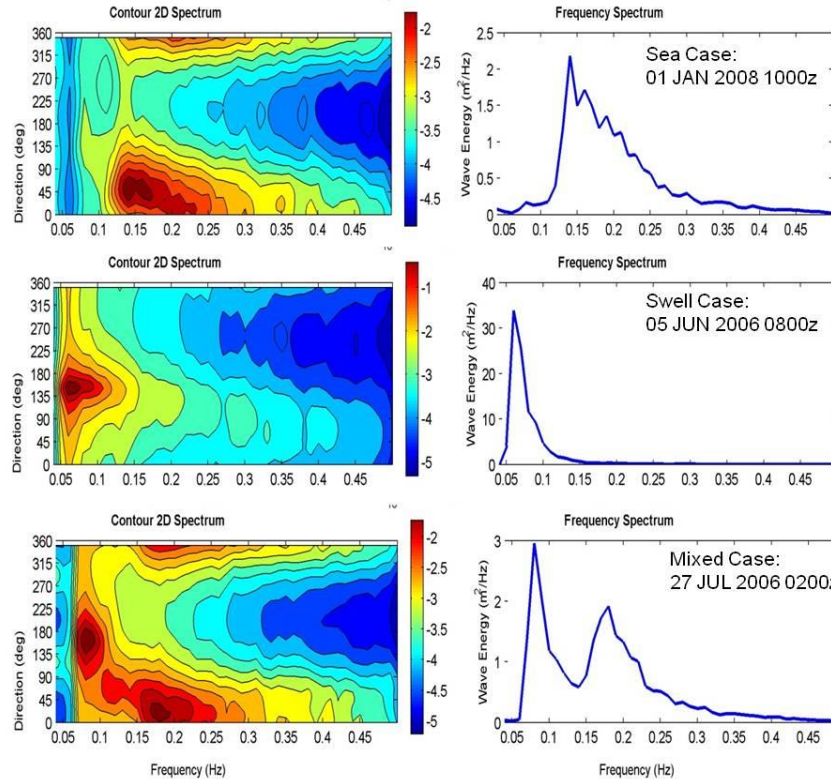 Contour 2D Spectrum
360
315
270
225
180
135
90
45
0
Direction (deg)
0.05 0.1 0.15 0.2 0.25 0.3 0.35 0.4 0.45
-2
-2.5
-3
-3.5
-4
-4.5
Frequency Spectrum
2.5
2
1.5
1
0.5
0
Wave Energy (m²/Hz)
0.05 0.1 0.15 0.2 0.25 0.3 0.35 0.4 0.45
Sea Case:
01 JAN 2008 1000z
Contour 2D Spectrum
360
315
270
225
180
135
90
45
0
Direction (deg)
0.05 0.1 0.15 0.2 0.25 0.3 0.35 0.4 0.45
-1
-2
-3
-4
-5
Frequency Spectrum
40
30
20
10
0
Wave Energy (m²/Hz)
0.05 0.1 0.15 0.2 0.25 0.3 0.35 0.4 0.45
Swell Case:
05 JUN 2006 0800z
Contour 2D Spectrum
360
315
270
225
180
135
90
45
0
Direction (deg)
0.05 0.1 0.15 0.2 0.25 0.3 0.35 0.4 0.45
Frequency (Hz)
-2
-2.5
-3
-3.5
-4
-4.5
-5
Frequency Spectrum
3
2
1
0
Wave Energy (m²/Hz)
0.05 0.1 0.15 0.2 0.25 0.3 0.35 0.4 0.45
Frequency (Hz)
Mixed Case:
27 JUL 2006 0200z